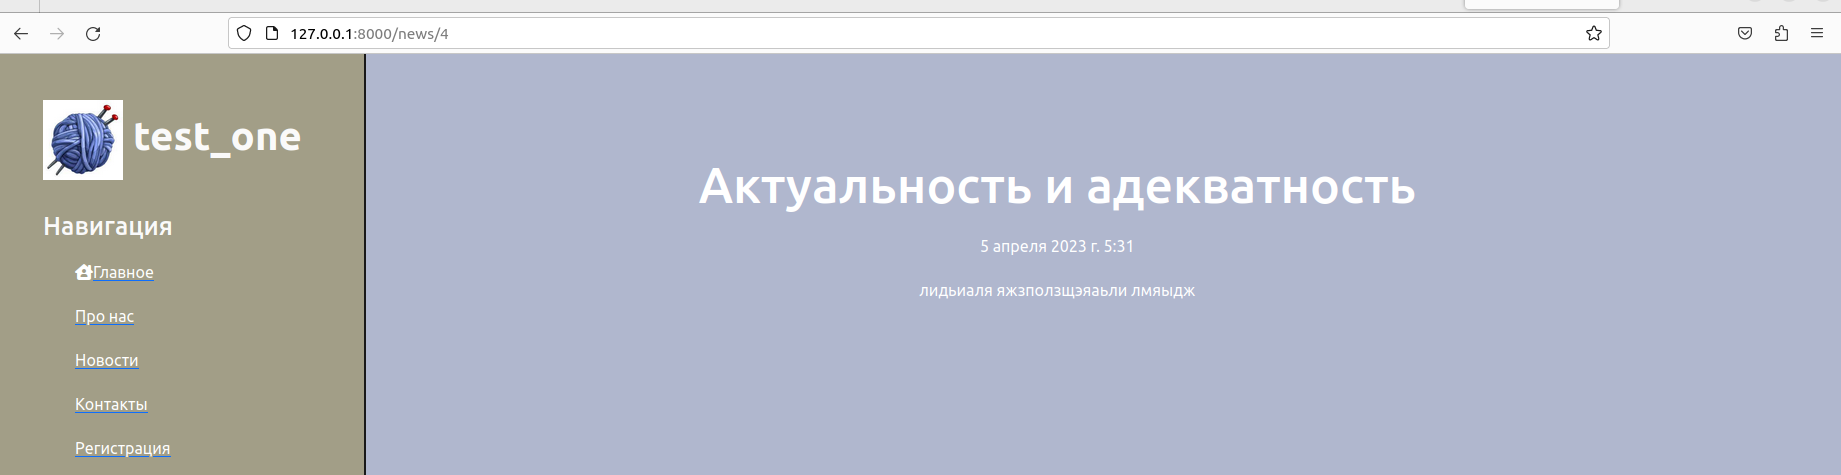 127.0.0.1:8000/news/4
test_one
Навигация
Главное
Про нас
Новости
Контакты
Регистрация
Актуальность и адекватность
5 апреля 2023 г. 5:31
лидьиаля яжзползщэяаьли лмяыдж